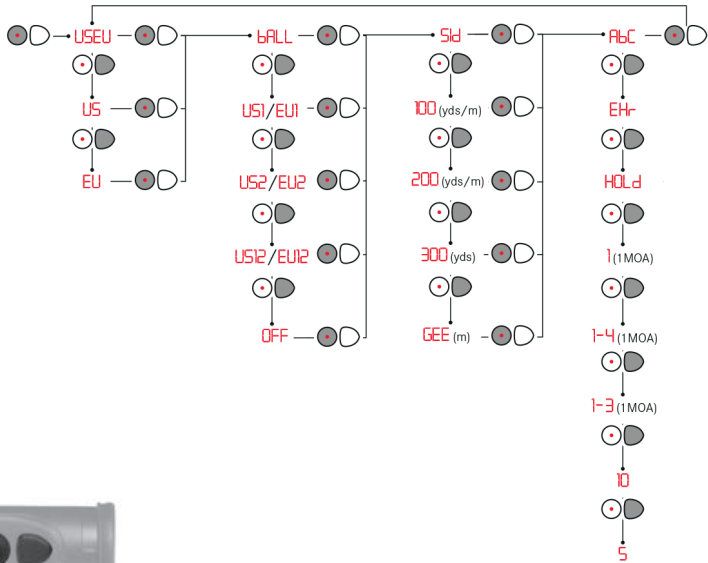 USEU bALL SId AbC
US US1/EU1 100 (yds/m) EHr
EU US2/EU2 200 (yds/m) HOLd
US12/EU12 300 (yds) 1 (1MOA)
OFF GEE (m) 1-4 (1MOA)
1-3 (1MOA)
10
5